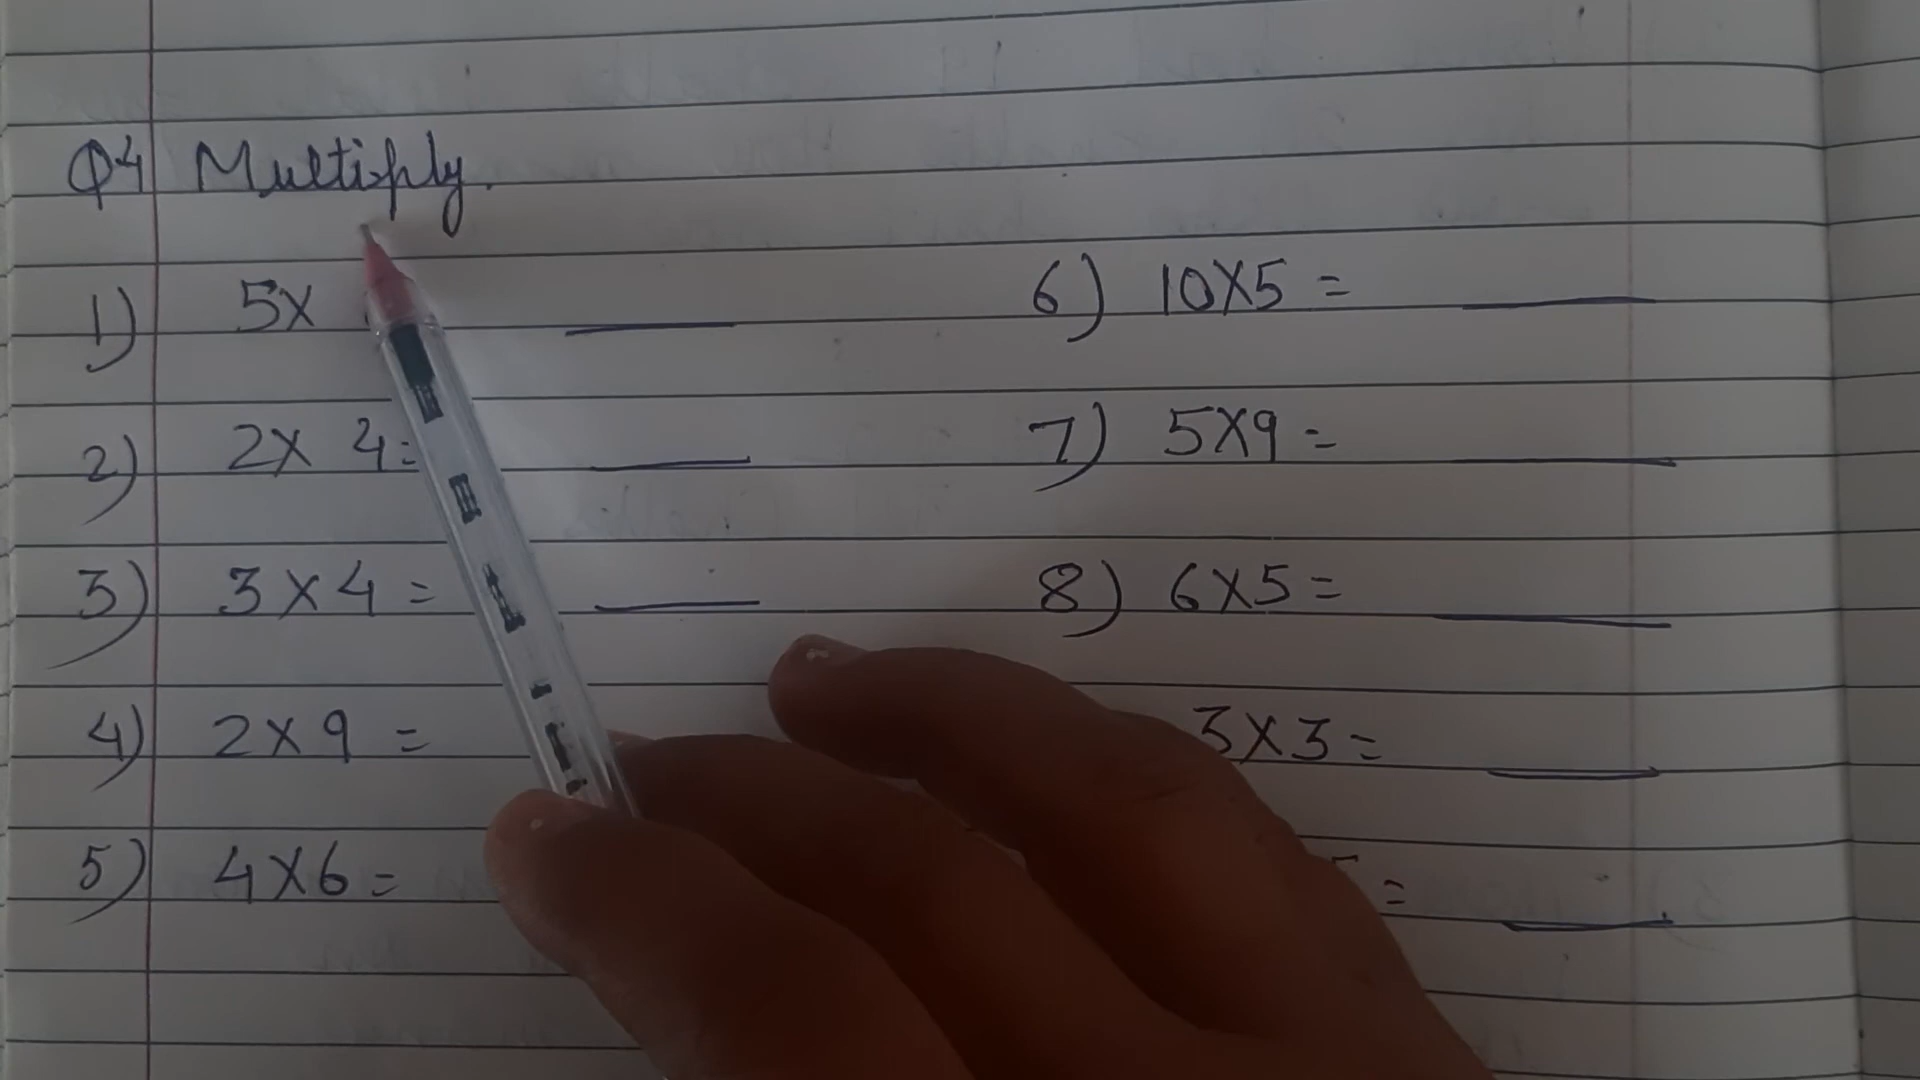 Q4 Multiply.
1) 5x
2) 2x 4=
3) 3x4=
4) 2x9=
5) 4x6=
6) 10x5=
7) 5x9=
8) 6x5=
3x3=
=